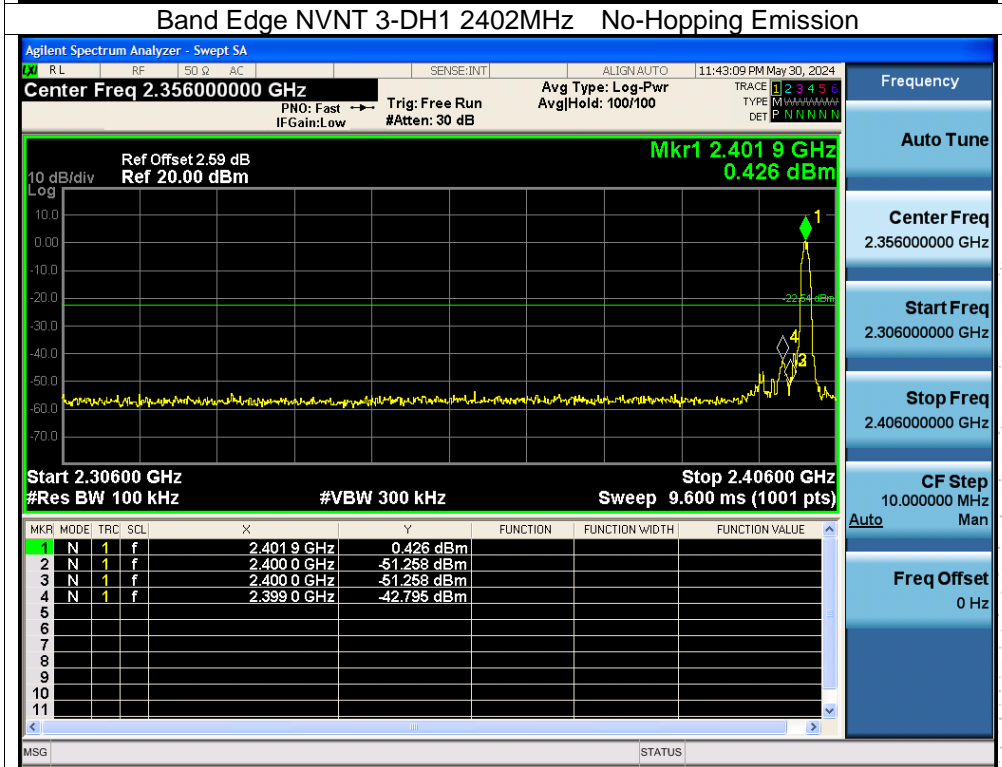 Band Edge NVNT 3-DH1 2402MHz No-Hopping Emission
Agilent Spectrum Analyzer - Swept SA
LXI RL RF 50 Ω AC SENSE:INT ALIGN AUTO 11:43:09 PM May 30, 2024
Center Freq 2.356000000 GHz
PNO: Fast
IFGain:Low
Trig: Free Run
#Atten: 30 dB
Avg Type: Log-Pwr
Avg|Hold: 100/100
TRACE 1 2 3 4 5 6
TYPE M
DET P N N N N N
Mkr1 2.401 9 GHz
0.426 dBm
Ref Offset 2.59 dB
10 dB/div Ref 20.00 dBm
Log
10.0
0.00
-10.0
-20.0
-30.0
-40.0
-50.0
-60.0
-70.0
1
-22.54 dBm
4
3
Start 2.30600 GHz Stop 2.40600 GHz
#Res BW 100 kHz #VBW 300 kHz Sweep 9.600 ms (1001 pts)
MKR MODE TRC SCL X Y FUNCTION FUNCTION WIDTH FUNCTION VALUE
1 N 1 f 2.401 9 GHz 0.426 dBm
2 N 1 f 2.400 0 GHz -51.258 dBm
3 N 1 f 2.400 0 GHz -51.258 dBm
4 N 1 f 2.399 0 GHz -42.795 dBm
5
6
7
8
9
10
11
MSG STATUS
Frequency
Auto Tune
Center Freq
2.356000000 GHz
Start Freq
2.306000000 GHz
Stop Freq
2.406000000 GHz
CF Step
10.000000 MHz
Auto Man
Freq Offset
0 Hz